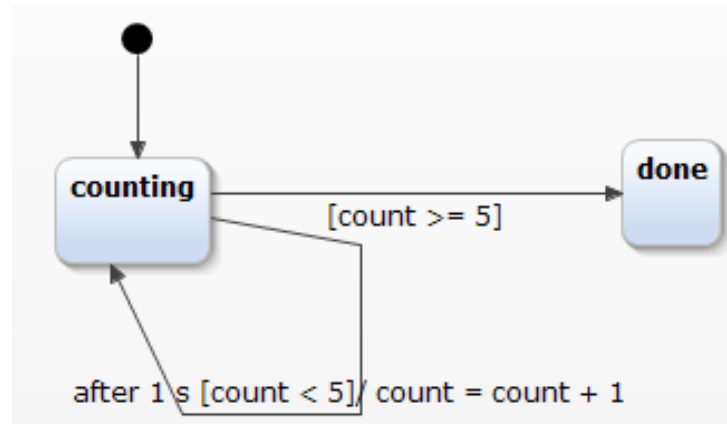 done
counting
[count >= 5]
after 1 s [count < 5]/ count = count + 1